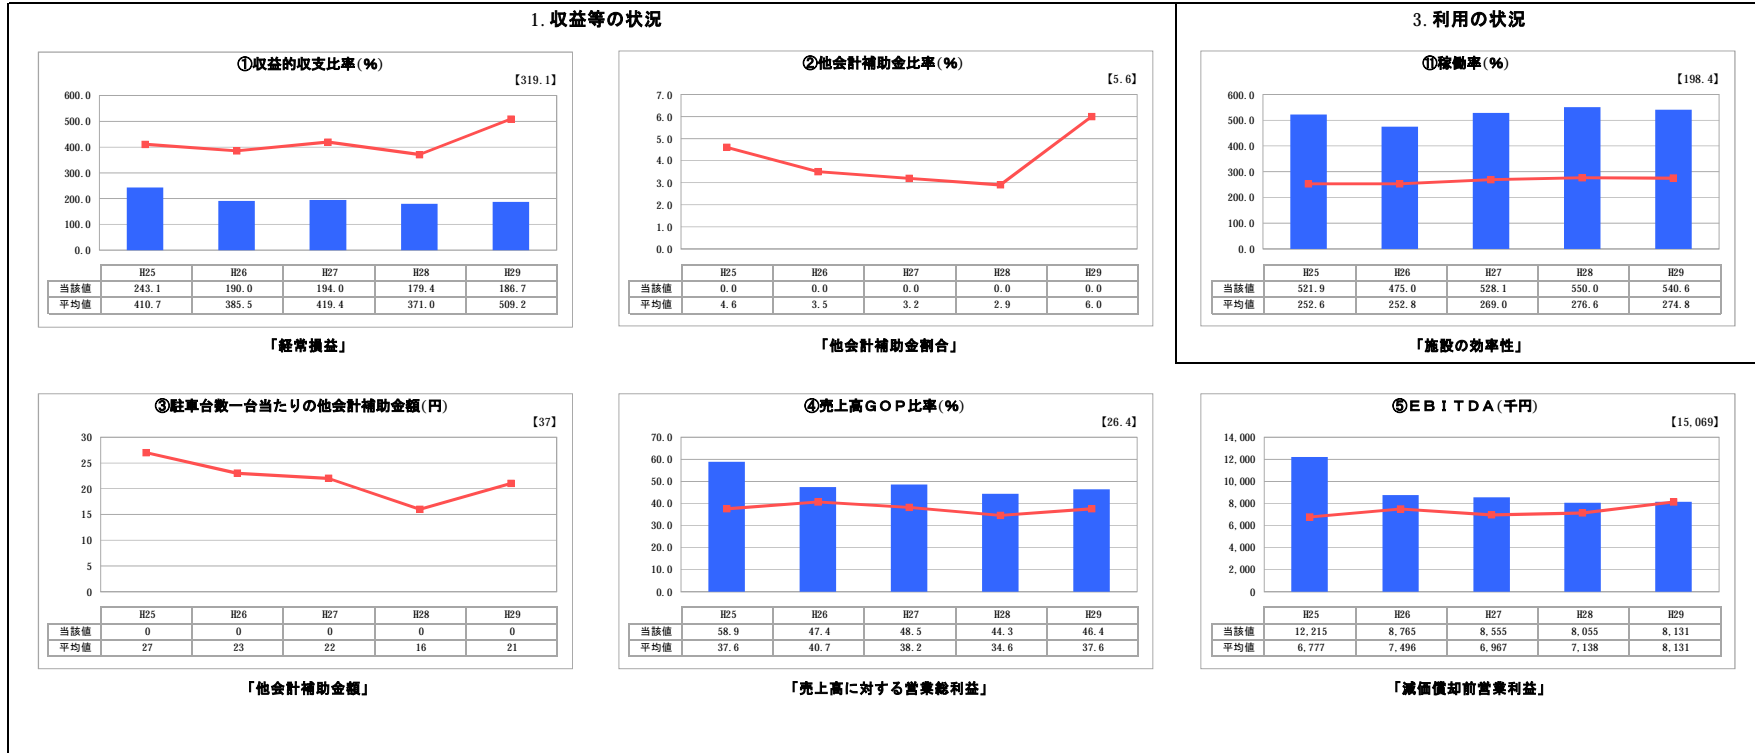 1. 収益等の状況
3. 利用の状況
①収益的収支比率(%)
【319.1】
600.0
500.0
400.0
300.0
200.0
100.0
0.0
H25 H26 H27 H28 H29
当該値 243.1 190.0 194.0 179.4 186.7
平均値 410.7 385.5 419.4 371.0 509.2
「経常損益」
②他会計補助金比率(%)
【5.6】
7.0
6.0
5.0
4.0
3.0
2.0
1.0
0.0
H25 H26 H27 H28 H29
当該値 0.0 0.0 0.0 0.0 0.0
平均値 4.6 3.5 3.2 2.9 6.0
「他会計補助金割合」
⑪稼働率(%)
【198.4】
600.0
500.0
400.0
300.0
200.0
100.0
0.0
H25 H26 H27 H28 H29
当該値 521.9 475.0 528.1 550.0 540.6
平均値 252.6 252.8 269.0 276.6 274.8
「施設の効率性」
③駐車台数一台当たりの他会計補助金額(円)
【37】
30
25
20
15
10
5
0
H25 H26 H27 H28 H29
当該値 0 0 0 0 0
平均値 27 23 22 16 21
「他会計補助金額」
④売上高GOP比率(%)
【26.4】
70.0
60.0
50.0
40.0
30.0
20.0
10.0
0.0
H25 H26 H27 H28 H29
当該値 58.9 47.4 48.5 44.3 46.4
平均値 37.6 40.7 38.2 34.6 37.6
「売上高に対する営業総利益」
⑤EBITDA(千円)
【15,069】
14,000
12,000
10,000
8,000
6,000
4,000
2,000
0
H25 H26 H27 H28 H29
当該値 12,215 8,765 8,555 8,055 8,131
平均値 6,777 7,496 6,967 7,138 8,131
「減価償却前営業利益」